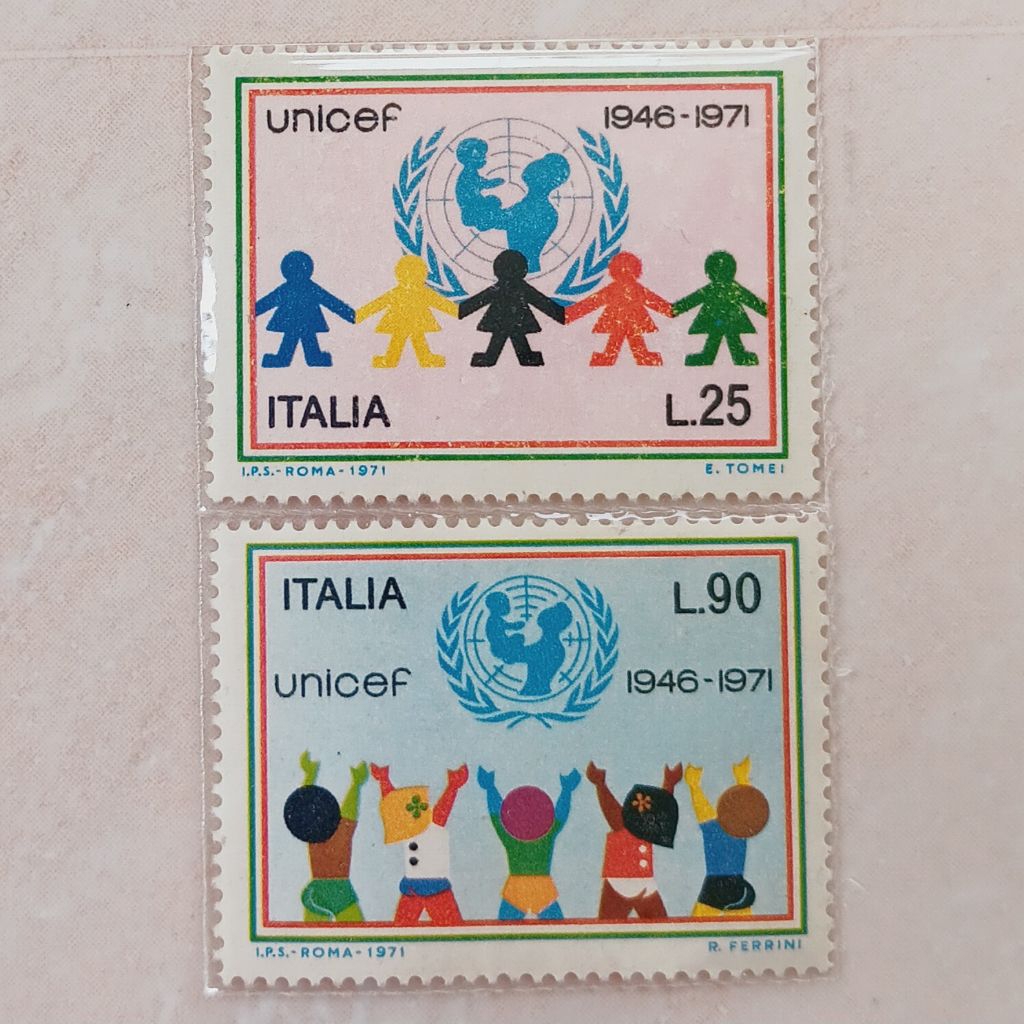 unicef 1946-1971
ITALIA L.25
I.P.S.-ROMA-1971 E. TOMEI
ITALIA L.90
unicef 1946-1971
I.P.S.-ROMA-1971 R. FERRINI